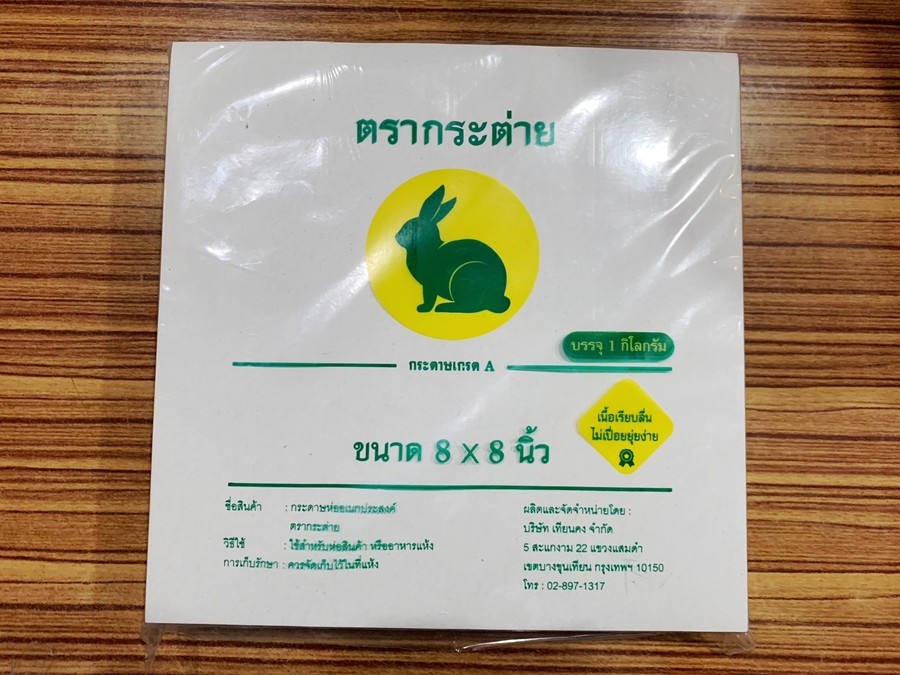 ตรากระต่าย
บรรจุ 1 กิโลกรัม
กระดาษเกรด A
เนื้อเรียบลื่น
ไม่เปื่อยยุ่ยง่าย
ขนาด 8 x 8 นิ้ว
ชื่อสินค้า : กระดาษห่ออเนกประสงค์
ตรากระต่าย
วิธีใช้ : ใช้สำหรับห่อสินค้า หรืออาหารแห้ง
การเก็บรักษา : ควรจัดเก็บไว้ในที่แห้ง
ผลิตและจัดจำหน่ายโดย :
บริษัท เทียนคง จำกัด
5 สะแกงาม 22 แขวงแสมดำ
เขตบางขุนเทียน กรุงเทพฯ 10150
โทร : 02-897-1317